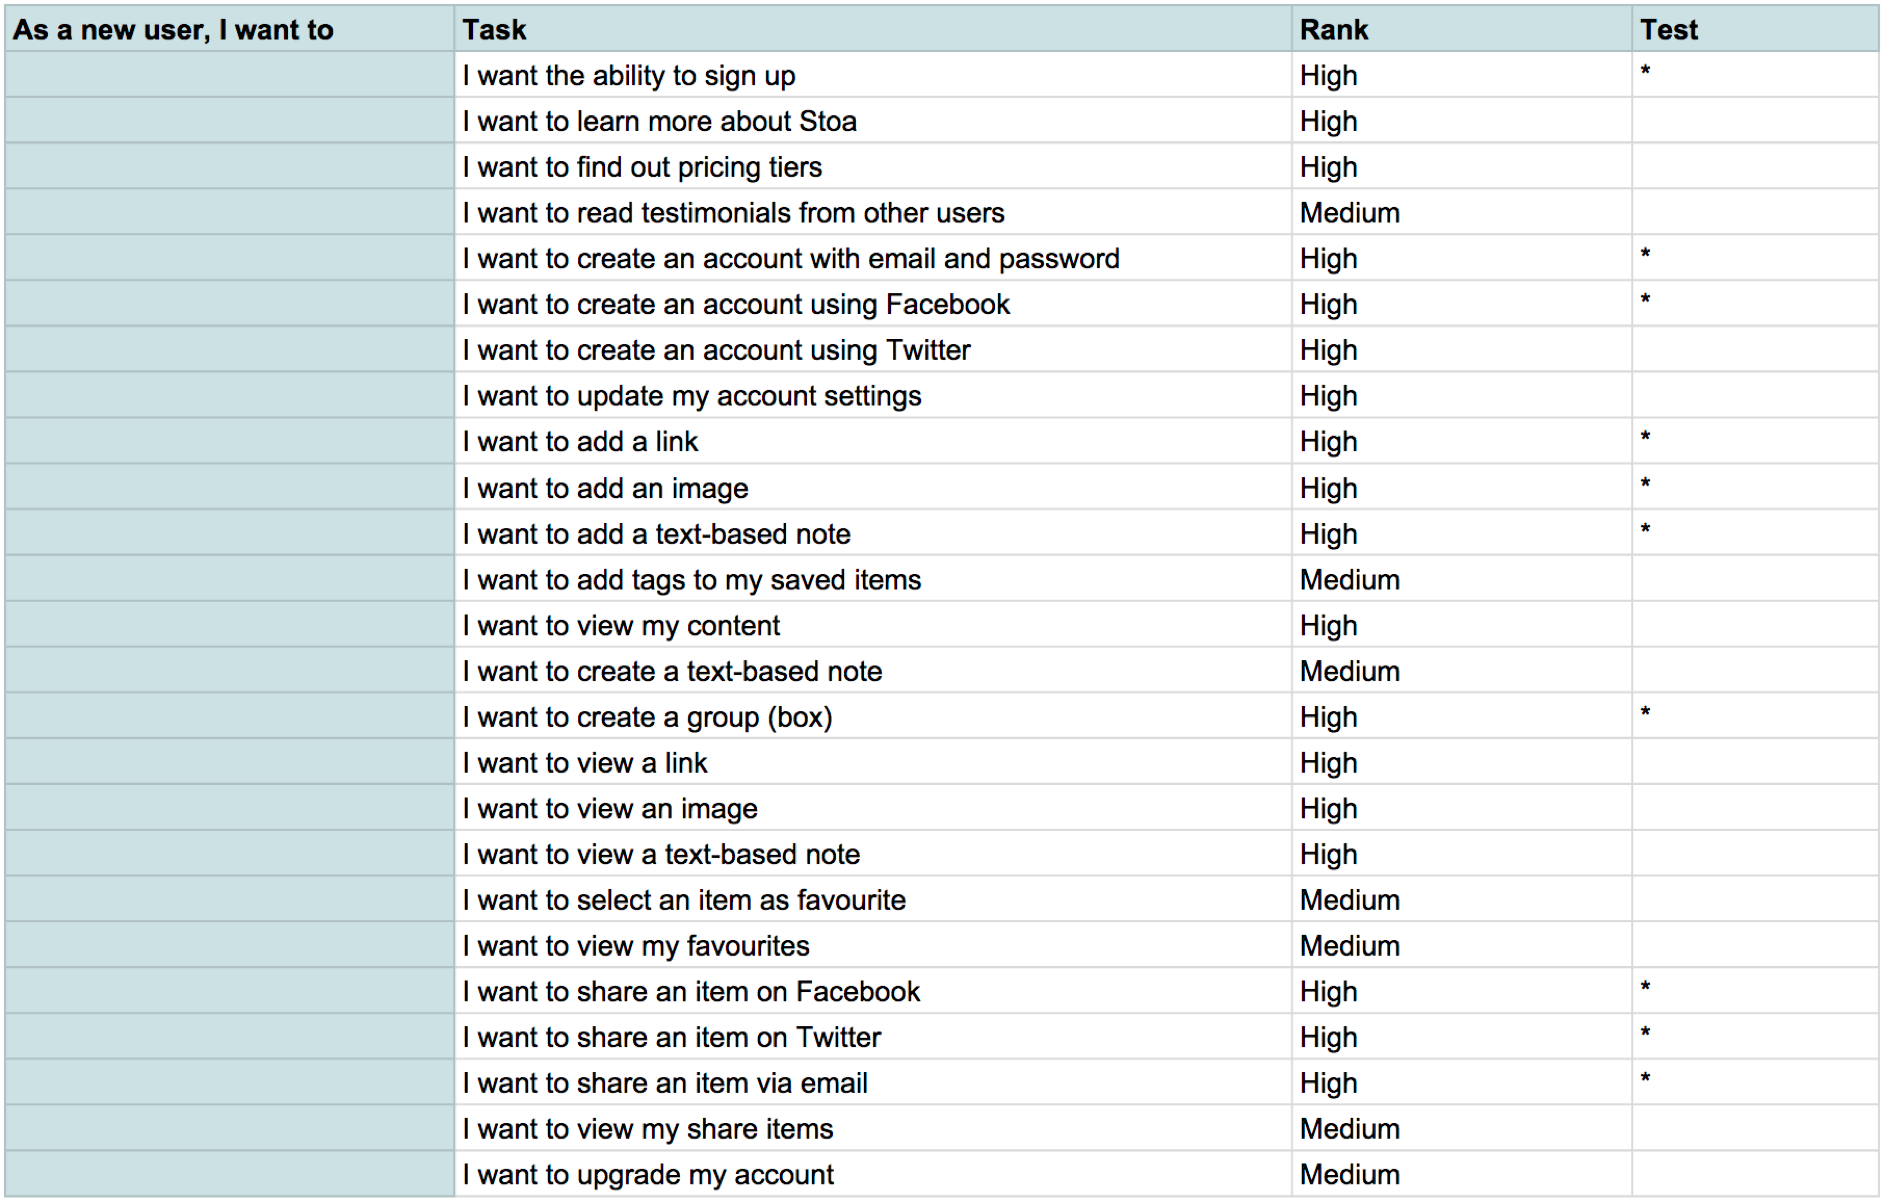 As a new user, I want to Task Rank Test
I want the ability to sign up High *
I want to learn more about Stoa High
I want to find out pricing tiers High
I want to read testimonials from other users Medium
I want to create an account with email and password High *
I want to create an account using Facebook High *
I want to create an account using Twitter High
I want to update my account settings High
I want to add a link High *
I want to add an image High *
I want to add a text-based note High *
I want to add tags to my saved items Medium
I want to view my content High
I want to create a text-based note Medium
I want to create a group (box) High *
I want to view a link High
I want to view an image High
I want to view a text-based note High
I want to select an item as favourite Medium
I want to view my favourites Medium
I want to share an item on Facebook High *
I want to share an item on Twitter High *
I want to share an item via email High *
I want to view my share items Medium
I want to upgrade my account Medium